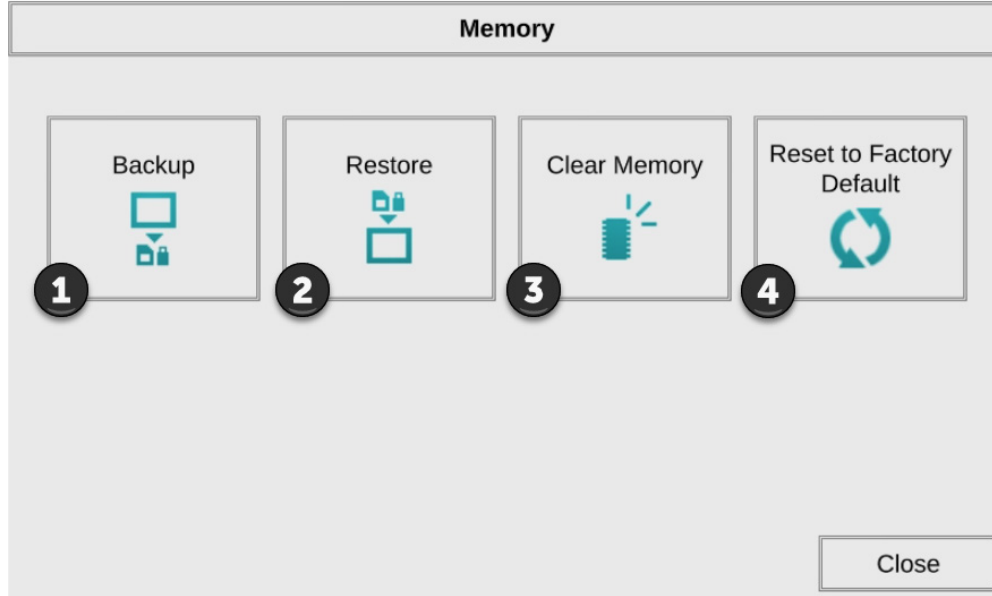 Memory
Backup
Restore
Clear Memory
Reset to Factory
Default
1
2
3
4
Close